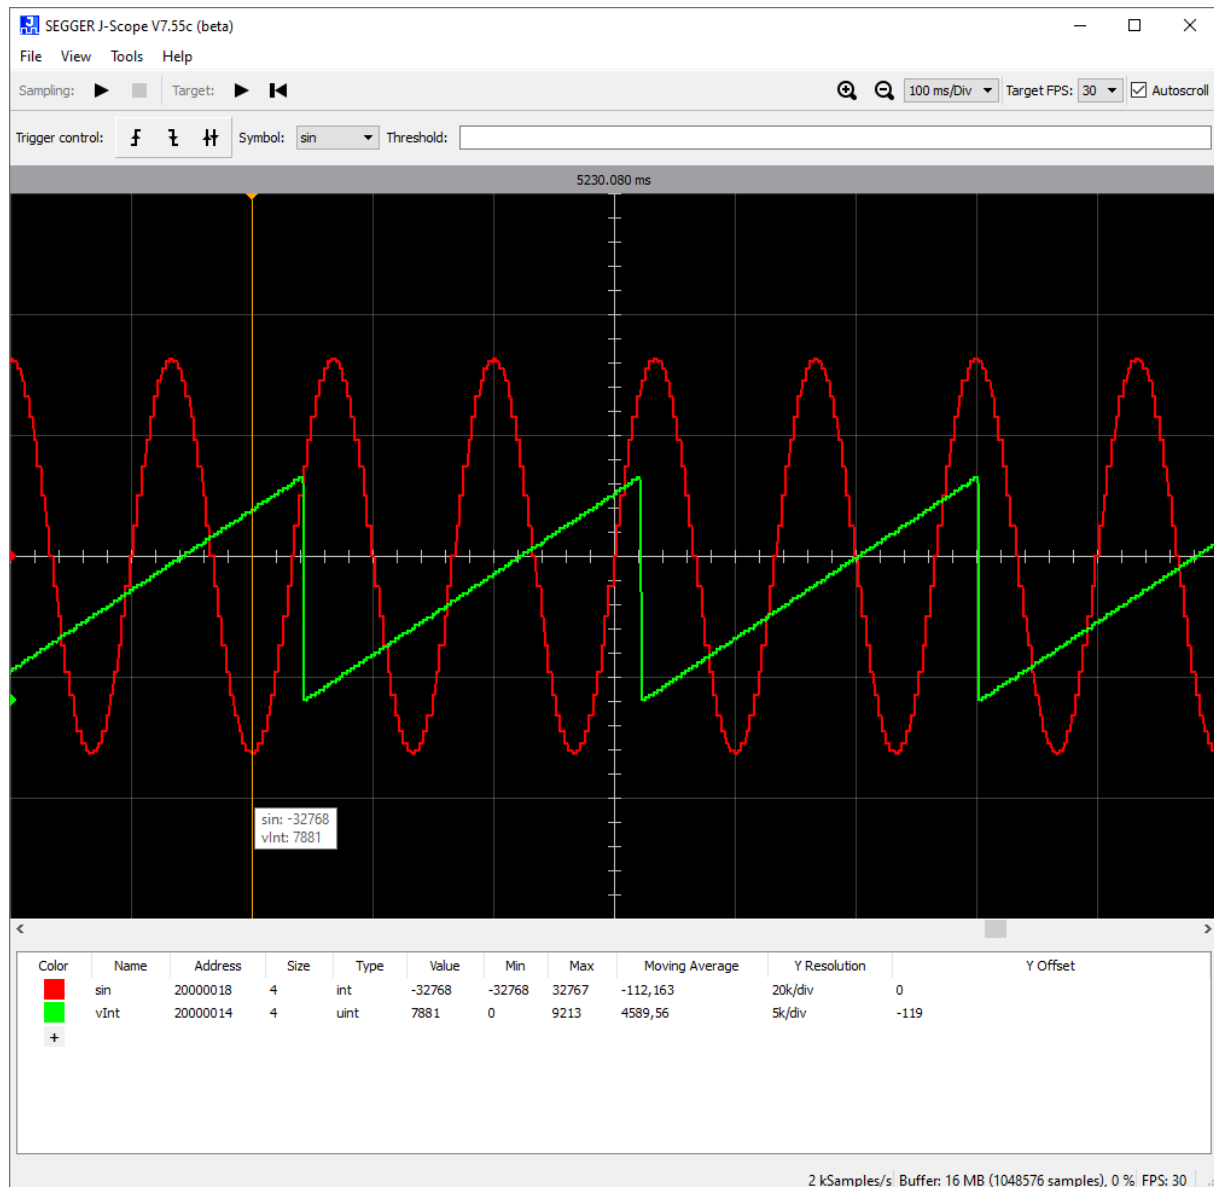 SEGGER J-Scope V7.55c (beta)
File View Tools Help
Sampling: Target: 100 ms/Div Target FPS: 30 Autoscroll
Trigger control: Symbol: sin Threshold:
5230.080 ms
sin: -32768
vInt: 7881
Color Name Address Size Type Value Min Max Moving Average Y Resolution Y Offset
sin 20000018 4 int -32768 -32768 32767 -112,163 20k/div 0
vInt 20000014 4 uint 7881 0 9213 4589,56 5k/div -119
+
2 kSamples/s Buffer: 16 MB (1048576 samples), 0 % FPS: 30